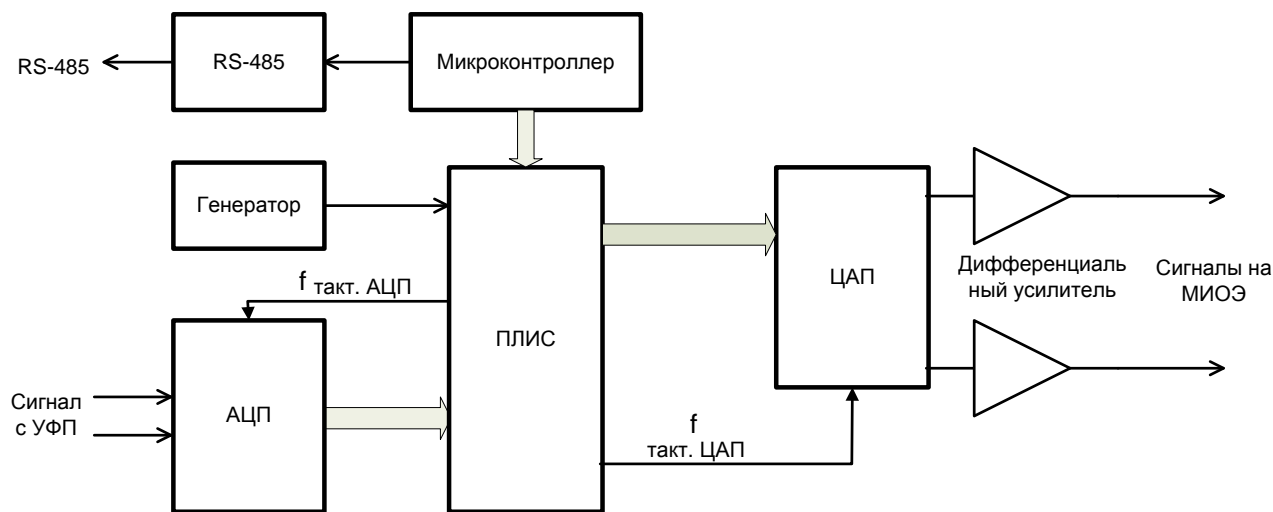 RS-485
RS-485
Микроконтроллер
Генератор
f такт. АЦП
ПЛИС
ЦАП
Дифференциаль
ный усилитель
Сигналы на
МИОЭ
Сигнал
с УФП
АЦП
f
такт. ЦАП